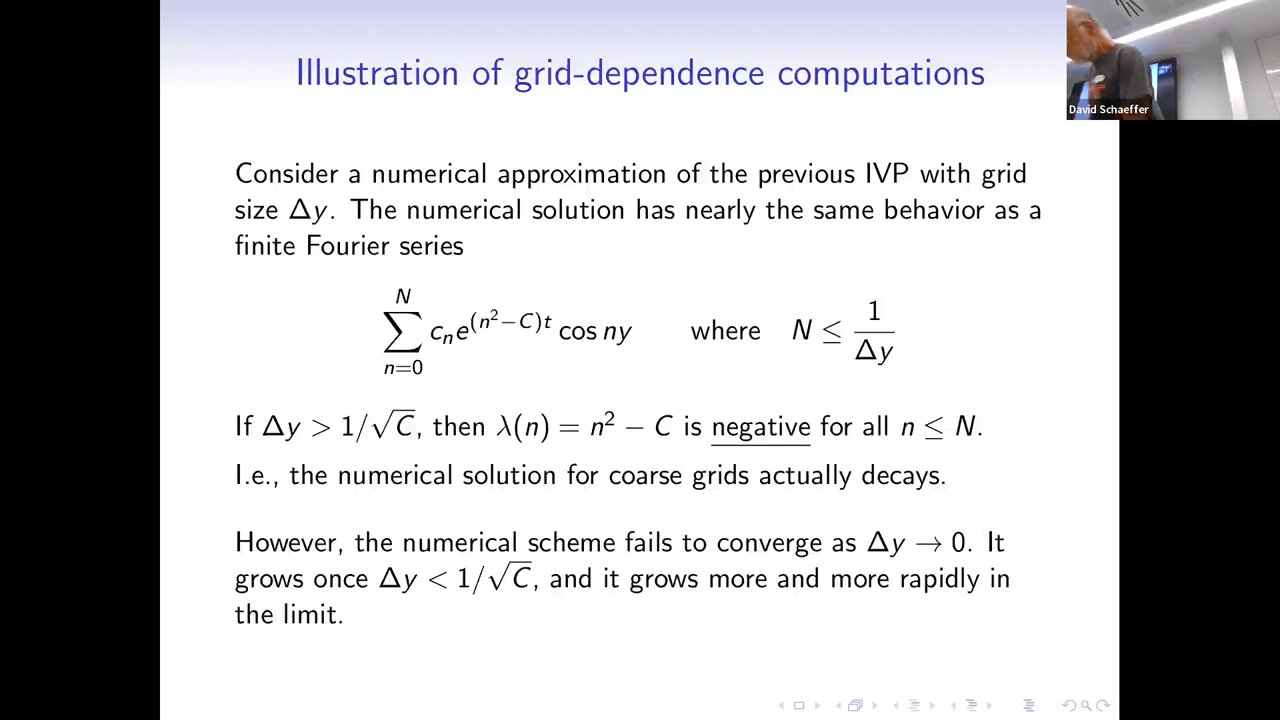 Illustration of grid-dependence computations
David Schaeffer
Consider a numerical approximation of the previous IVP with grid
size Δy. The numerical solution has nearly the same behavior as a
finite Fourier series
∑_{n=0}^{N} c_n e^{(n²−C)t} cos ny where N ≤ 1/Δy
If Δy > 1/√C, then λ(n) = n² − C is negative for all n ≤ N.
I.e., the numerical solution for coarse grids actually decays.
However, the numerical scheme fails to converge as Δy → 0. It
grows once Δy < 1/√C, and it grows more and more rapidly in
the limit.